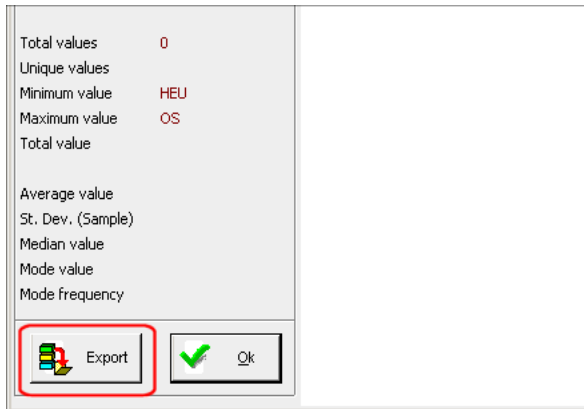 Total values 0
Unique values
Minimum value HEU
Maximum value OS
Total value
Average value
St. Dev. (Sample)
Median value
Mode value
Mode frequency
Export Ok